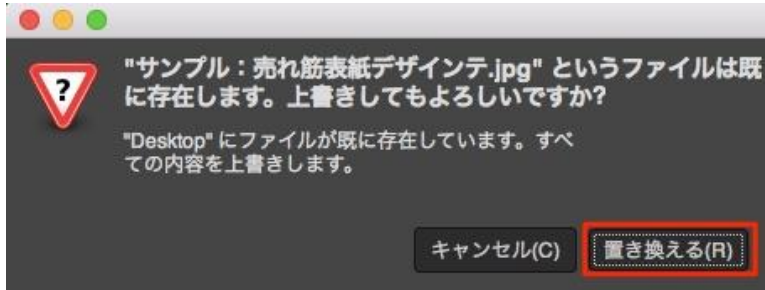 ?
"サンプル：売れ筋表紙デザインテ.jpg" というファイルは既
に存在します。上書きしてもよろしいですか?
"Desktop" にファイルが既に存在しています。すべ
ての内容を上書きします。
キャンセル(C) 置き換える(R)